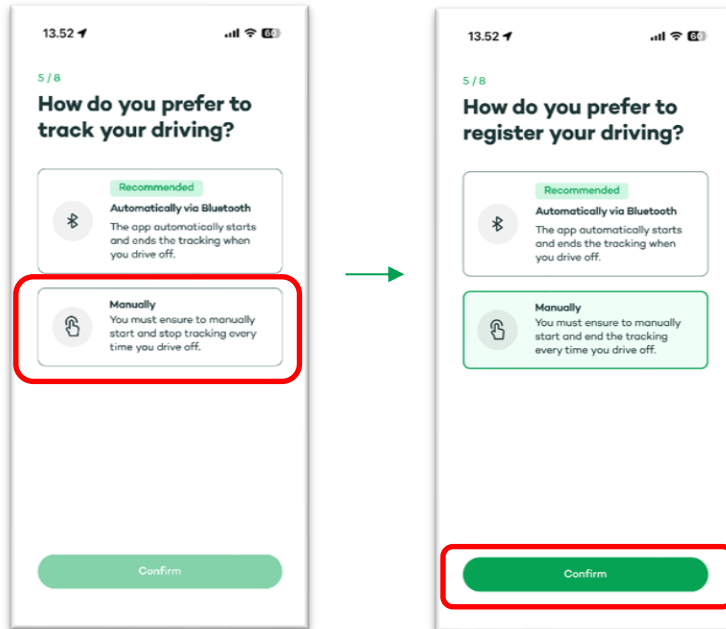 13.52
5/8
How do you prefer to
track your driving?
Recommended
Automatically via Bluetooth
The app automatically starts
and ends the tracking when
you drive off.
Manually
You must ensure to manually
start and stop tracking every
time you drive off.
Confirm
13.52
5/8
How do you prefer to
register your driving?
Recommended
Automatically via Bluetooth
The app automatically starts
and ends the tracking when
you drive off.
Manually
You must ensure to manually
start and end the tracking
every time you drive off.
Confirm